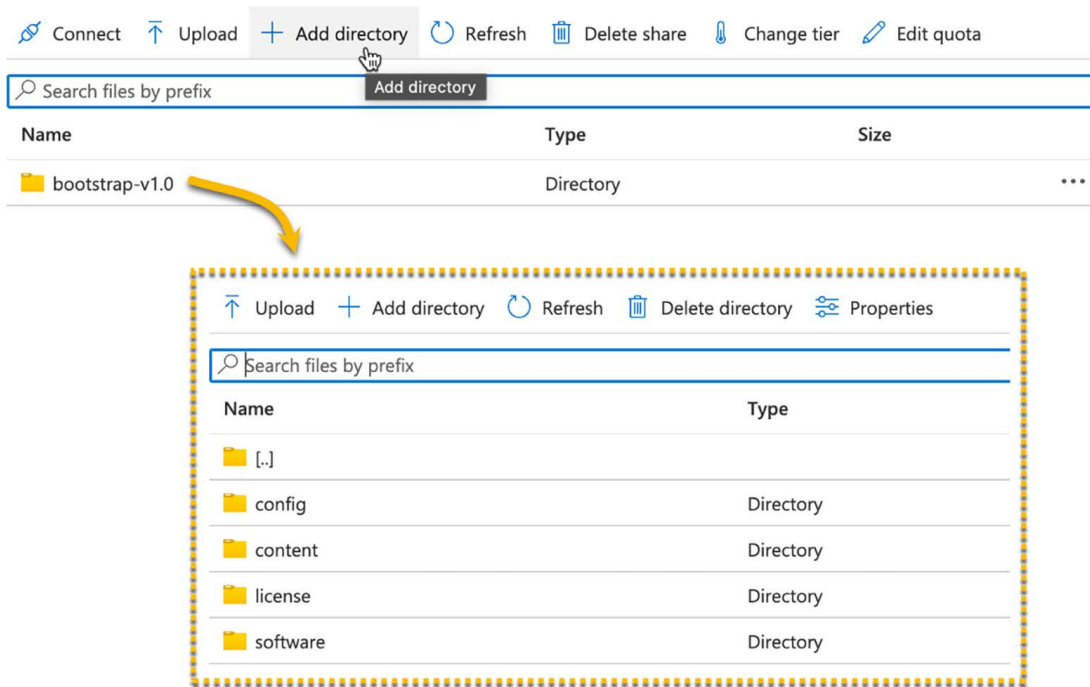 Connect Upload Add directory Refresh Delete share Change tier Edit quota
Search files by prefix
Add directory
Name Type Size
bootstrap-v1.0 Directory
Upload Add directory Refresh Delete directory Properties
Search files by prefix
Name Type
[..]
config Directory
content Directory
license Directory
software Directory